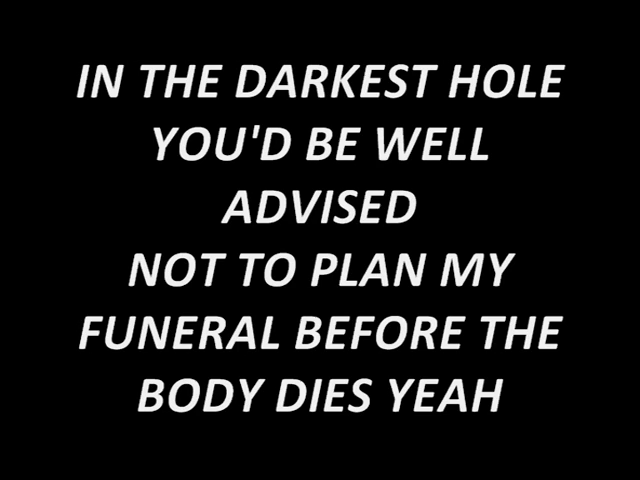 IN THE DARKEST HOLE
YOU'D BE WELL
ADVISED
NOT TO PLAN MY
FUNERAL BEFORE THE
BODY DIES YEAH